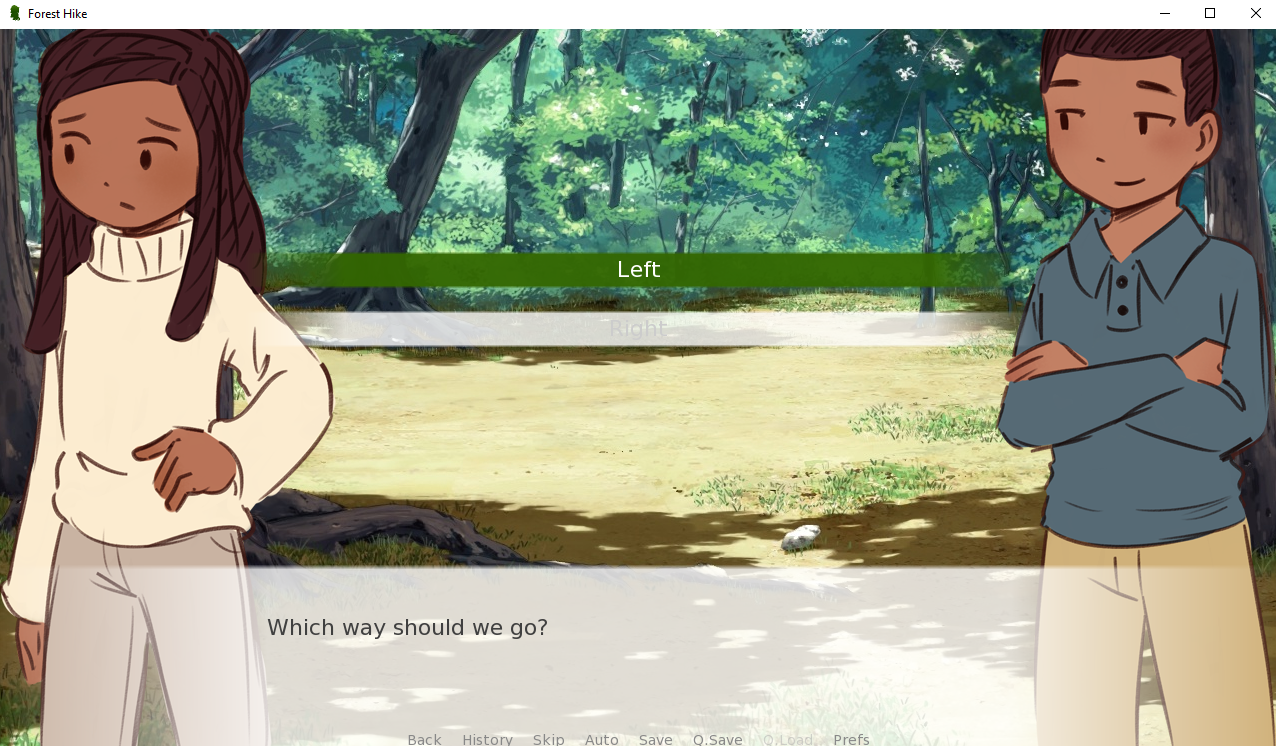 Forest Hike
Left
Right
Which way should we go?
Back History Skip Auto Save Q.Save Q.Load Prefs